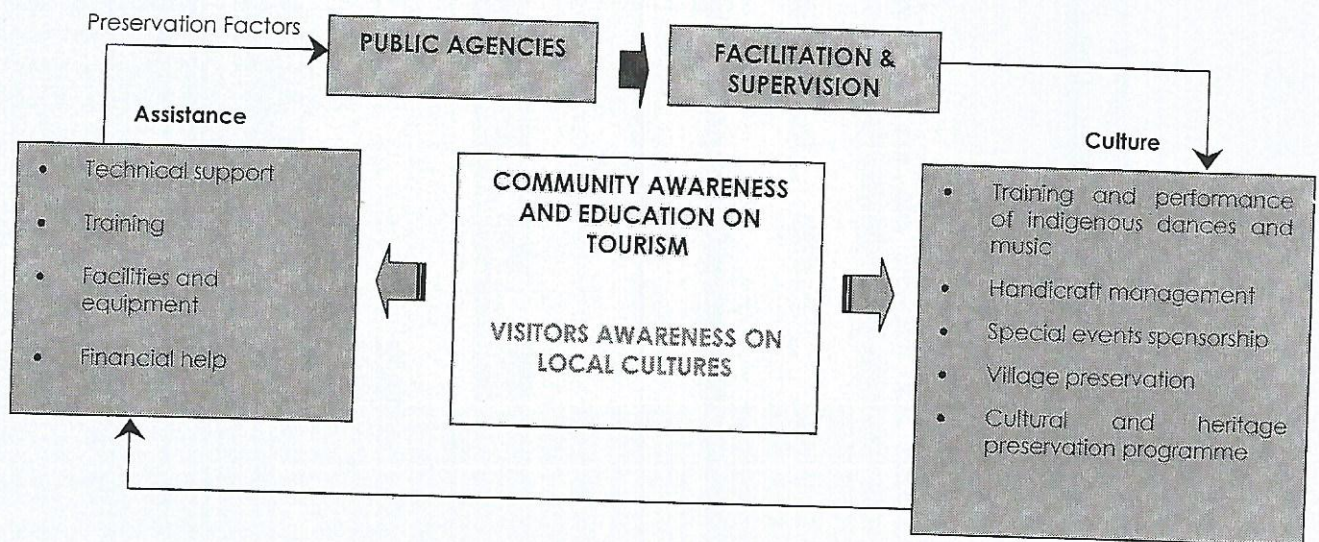 Preservation Factors
PUBLIC AGENCIES
FACILITATION &
SUPERVISION
Assistance
• Technical support
• Training
• Facilities and
equipment
• Financial help
COMMUNITY AWARENESS
AND EDUCATION ON
TOURISM
VISITORS AWARENESS ON
LOCAL CULTURES
Culture
• Training and performance
of indigenous dances and
music
• Handicraft management
• Special events sponsorship
• Village preservation
• Cultural and heritage
preservation programme